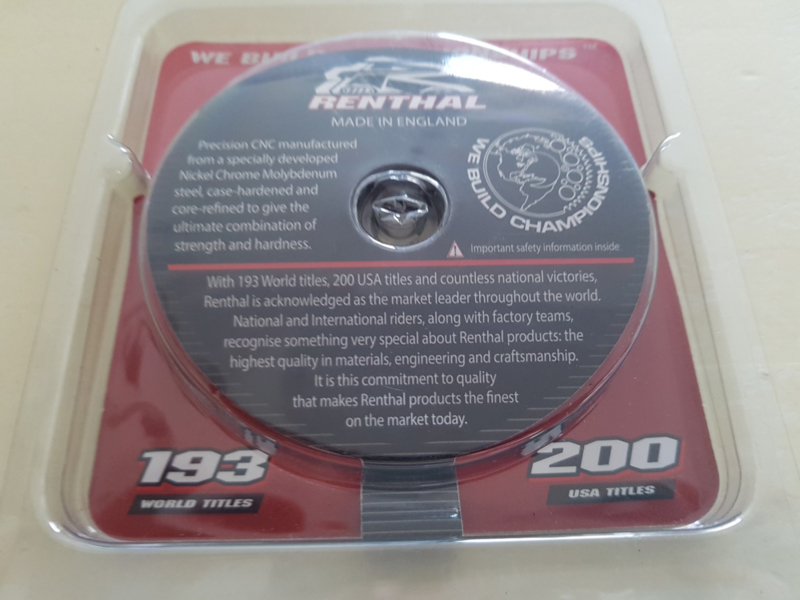 WE BUILD CHAMPIONSHIPS
RENTHAL
MADE IN ENGLAND
Precision CNC manufactured
from a specially developed
Nickel Chrome Molybdenum
steel, case-hardened and
core-refined to give the
ultimate combination of
strength and hardness.
WE BUILD CHAMPIONSHIPS
Important safety information inside
With 193 World titles, 200 USA titles and countless national victories,
Renthal is acknowledged as the market leader throughout the world.
National and International riders, along with factory teams,
recognise something very special about Renthal products: the
highest quality in materials, engineering and craftsmanship.
It is this commitment to quality
that makes Renthal products the finest
on the market today.
193
WORLD TITLES
200
USA TITLES